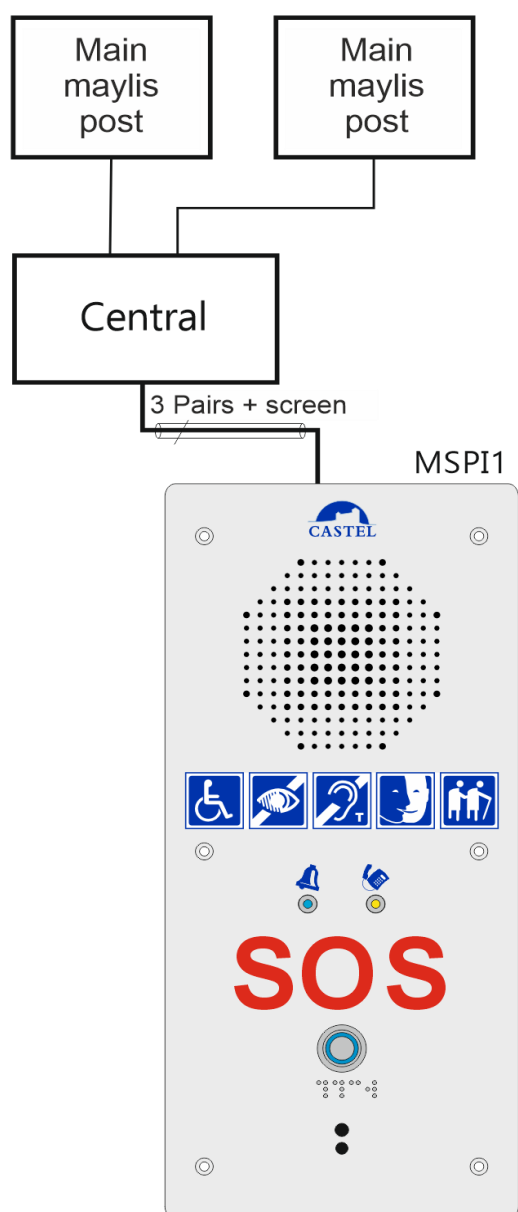 Main
maylis
post
Main
maylis
post
Central
3 Pairs + screen
MSPI1
CASTEL
T
SOS